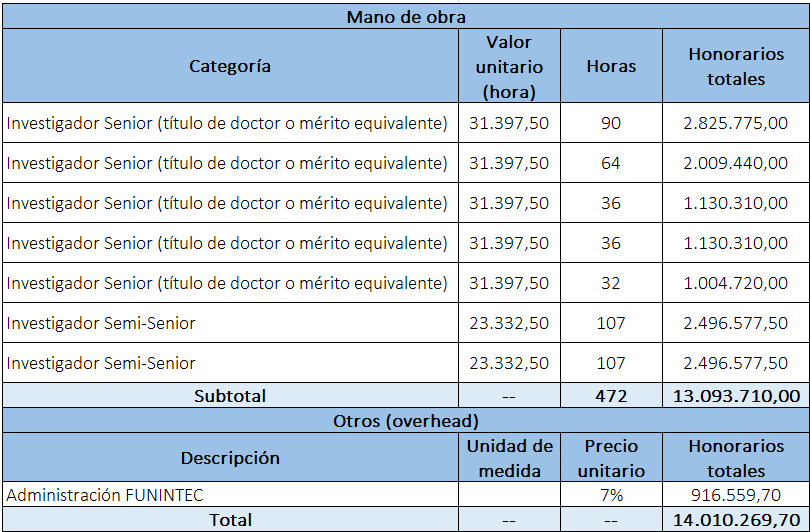 Mano de obra
Categoría Valor unitario (hora) Horas Honorarios totales
Investigador Senior (título de doctor o mérito equivalente) 31.397,50 90 2.825.775,00
Investigador Senior (título de doctor o mérito equivalente) 31.397,50 64 2.009.440,00
Investigador Senior (título de doctor o mérito equivalente) 31.397,50 36 1.130.310,00
Investigador Senior (título de doctor o mérito equivalente) 31.397,50 36 1.130.310,00
Investigador Senior (título de doctor o mérito equivalente) 31.397,50 32 1.004.720,00
Investigador Semi-Senior 23.332,50 107 2.496.577,50
Investigador Semi-Senior 23.332,50 107 2.496.577,50
Subtotal -- 472 13.093.710,00
Otros (overhead)
Descripción Unidad de medida Precio unitario Honorarios totales
Administración FUNINTEC 7% 916.559,70
Total -- -- 14.010.269,70